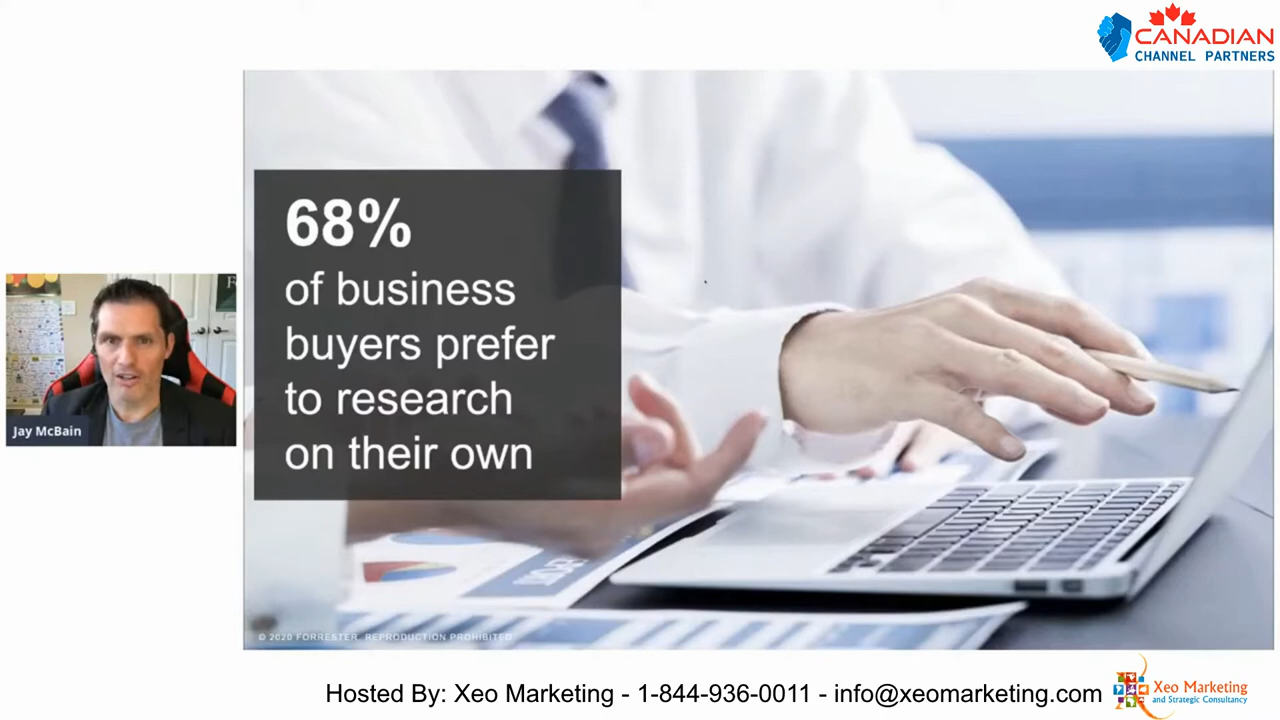 CANADIAN
CHANNEL PARTNERS
68%
of business
buyers prefer
to research
on their own
Jay McBain
© 2020 FORRESTER. REPRODUCTION PROHIBITED.
Hosted By: Xeo Marketing - 1-844-936-0011 - info@xeomarketing.com
Xeo Marketing
and Strategic Consultancy